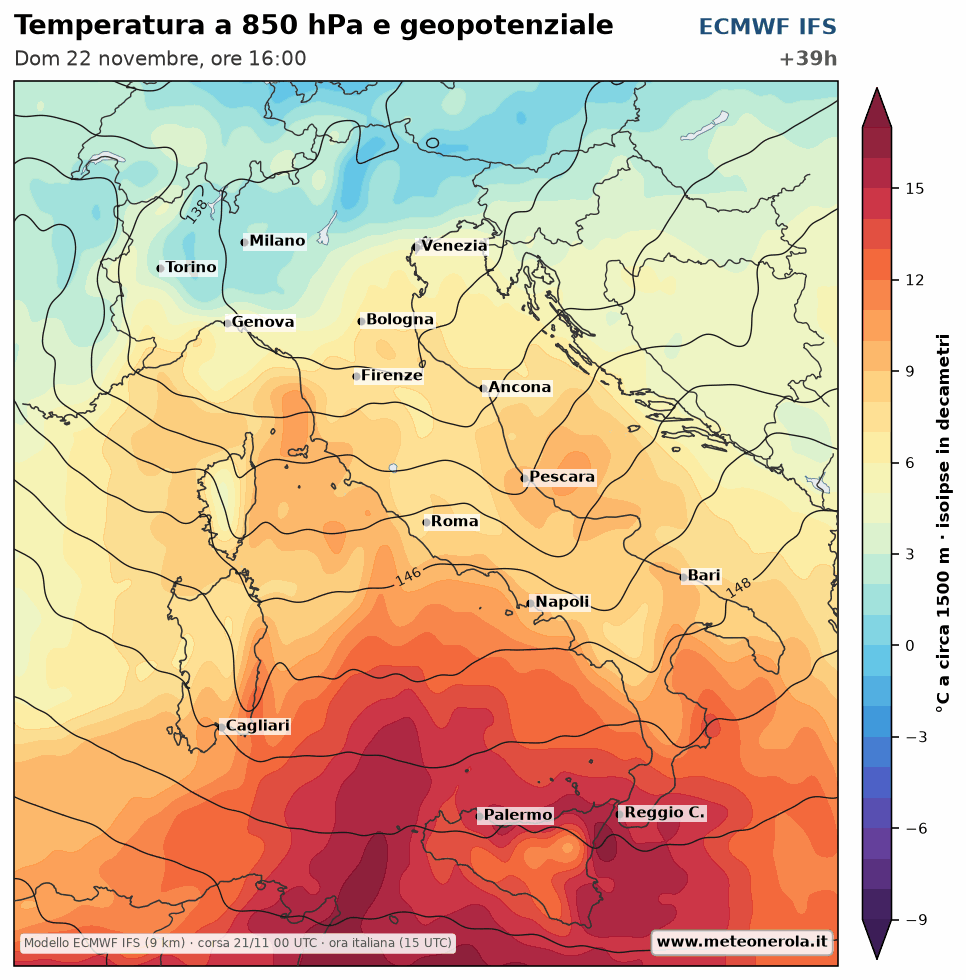 Temperatura a 850 hPa e geopotenziale
ECMWF IFS
Dom 22 novembre, ore 16:00
+39h
138
Milano
Venezia
Torino
Genova
Bologna
Firenze
Ancona
Pescara
Roma
146
Bari
148
Napoli
Cagliari
Palermo
Reggio C.
15
12
9
6
3
0
−3
−6
−9
°C a circa 1500 m · isoipse in decametri
Modello ECMWF IFS (9 km) · corsa 21/11 00 UTC · ora italiana (15 UTC)
www.meteonerola.it